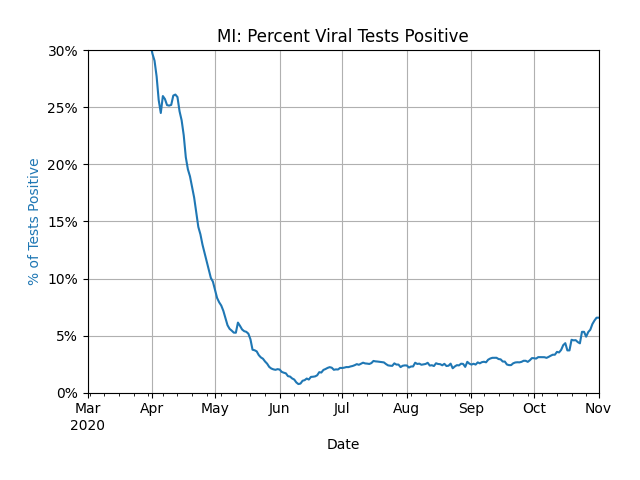 MI: Percent Viral Tests Positive
30%
25%
20%
15%
10%
5%
0%
% of Tests Positive
Mar Apr May Jun Jul Aug Sep Oct Nov
2020
Date